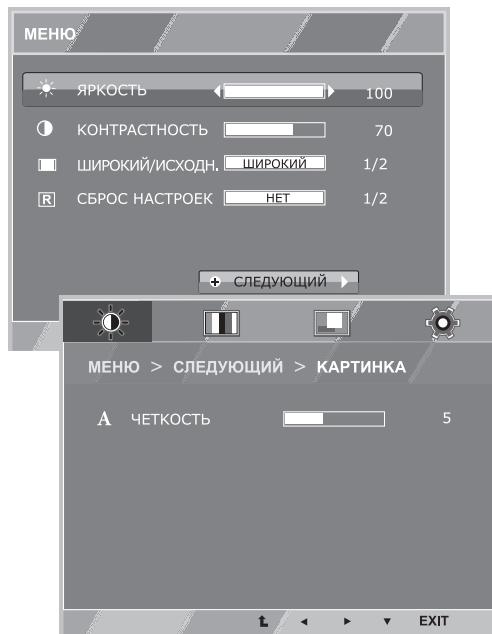 МЕНЮ
ЯРКОСТЬ 100
КОНТРАСТНОСТЬ 70
ШИРОКИЙ/ИСХОДН. ШИРОКИЙ 1/2
R СБРОС НАСТРОЕК НЕТ 1/2
СЛЕДУЮЩИЙ
МЕНЮ > СЛЕДУЮЩИЙ > КАРТИНКА
A ЧЕТКОСТЬ 5
EXIT